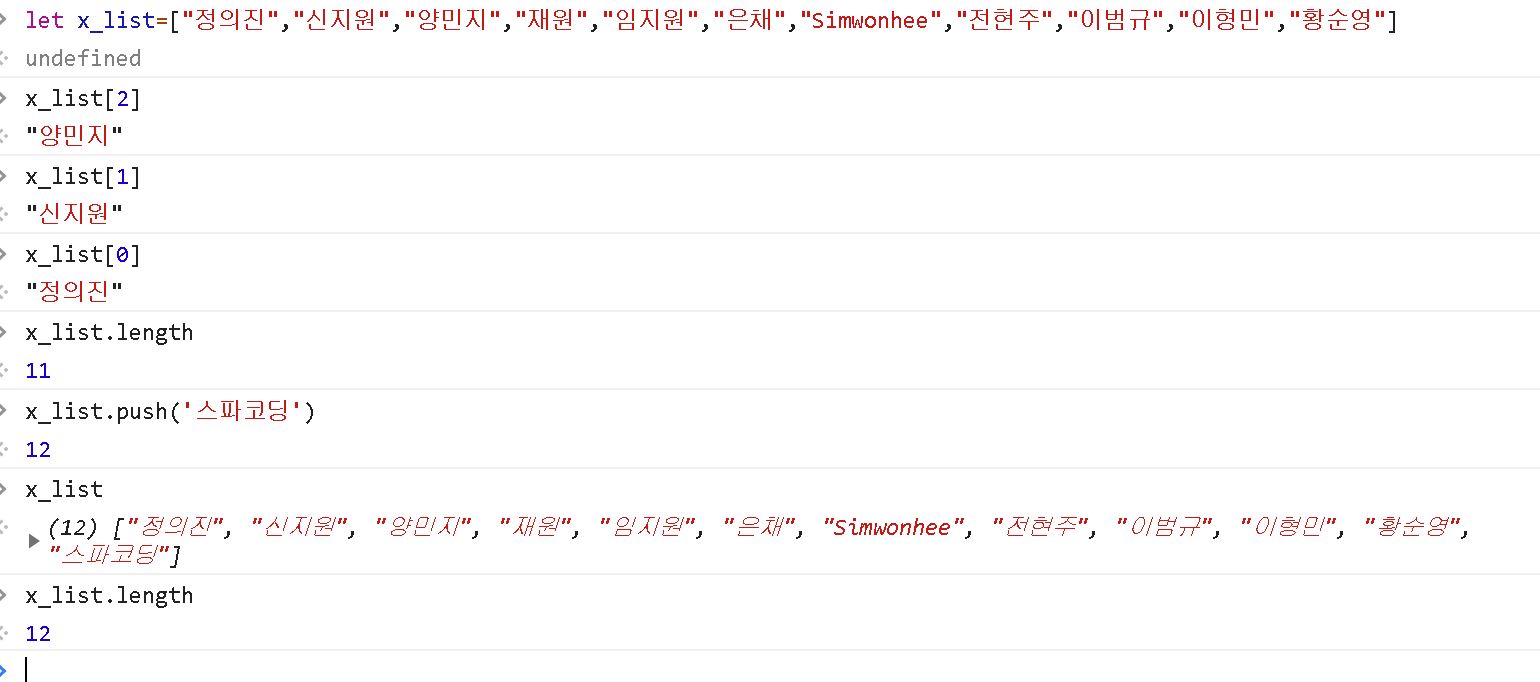 let x_list=["정의진","신지원","양민지","재원","임지원","은채","Simwonhee","전현주","이범규","이형민","황순영"]
undefined
x_list[2]
"양민지"
x_list[1]
"신지원"
x_list[0]
"정의진"
x_list.length
11
x_list.push('스파코딩')
12
x_list
(12) ["정의진", "신지원", "양민지", "재원", "임지원", "은채", "Simwonhee", "전현주", "이범규", "이형민", "황순영",
"스파코딩"]
x_list.length
12